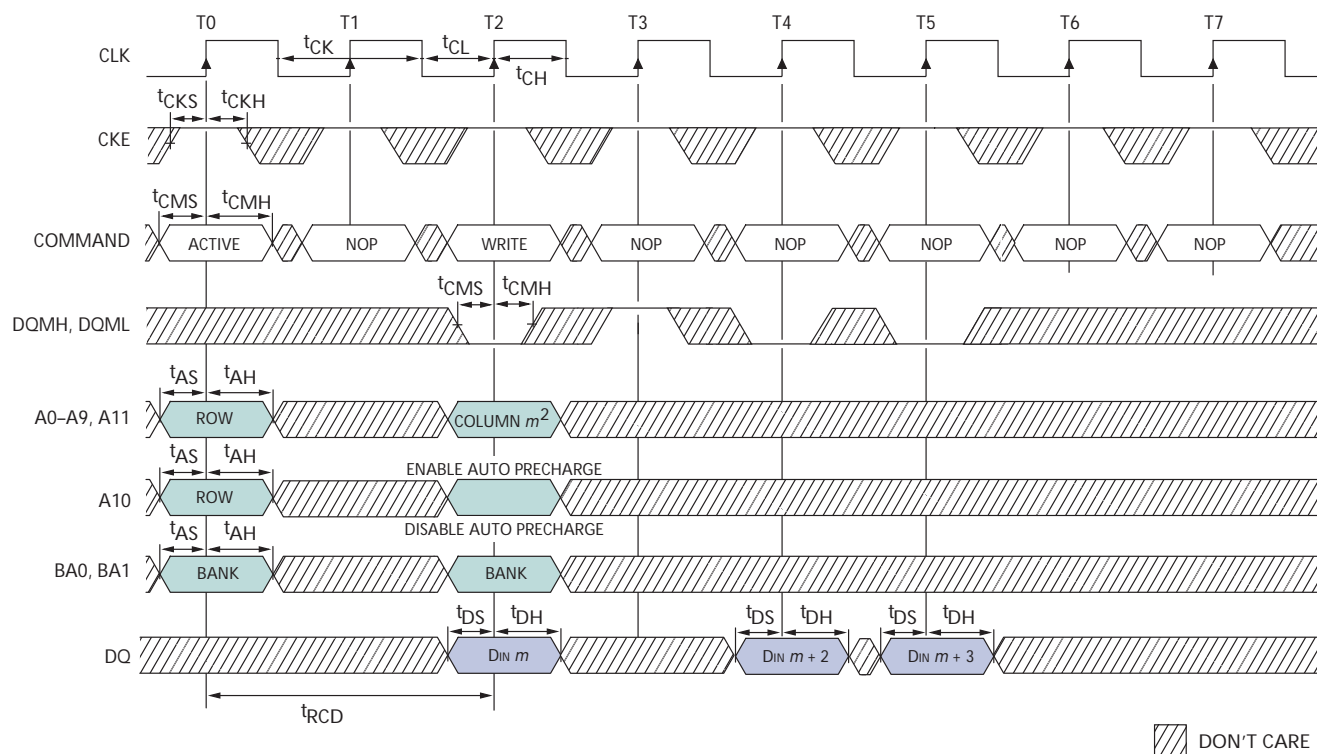 T0 T1 T2 T3 T4 T5 T6 T7
CLK
tCK tCL
tCH
tCKS tCKH
CKE
tCMS tCMH
COMMAND ACTIVE NOP WRITE NOP NOP NOP NOP NOP
tCMS tCMH
DQMH, DQML
tAS tAH
A0–A9, A11 ROW COLUMN m2
tAS tAH ENABLE AUTO PRECHARGE
A10 ROW
tAS tAH DISABLE AUTO PRECHARGE
BA0, BA1 BANK BANK
tDS tDH tDS tDH tDS tDH
DQ DIN m DIN m + 2 DIN m + 3
tRCD
DON'T CARE